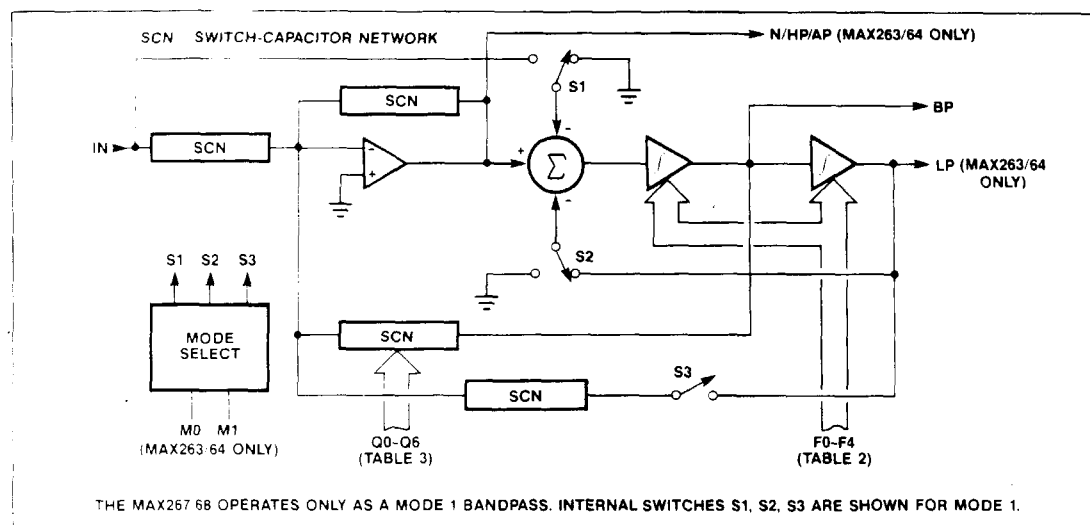 SCN SWITCH-CAPACITOR NETWORK
N/HP/AP (MAX263/64 ONLY)
S1
SCN
BP
IN
SCN
-
+
+
-
Σ
-
LP (MAX263/64
ONLY)
S1 S2 S3
S2
MODE
SELECT
SCN
SCN
S3
M0 M1
(MAX263/64 ONLY)
Q0-Q6
(TABLE 3)
F0-F4
(TABLE 2)
THE MAX267 68 OPERATES ONLY AS A MODE 1 BANDPASS. INTERNAL SWITCHES S1, S2, S3 ARE SHOWN FOR MODE 1.